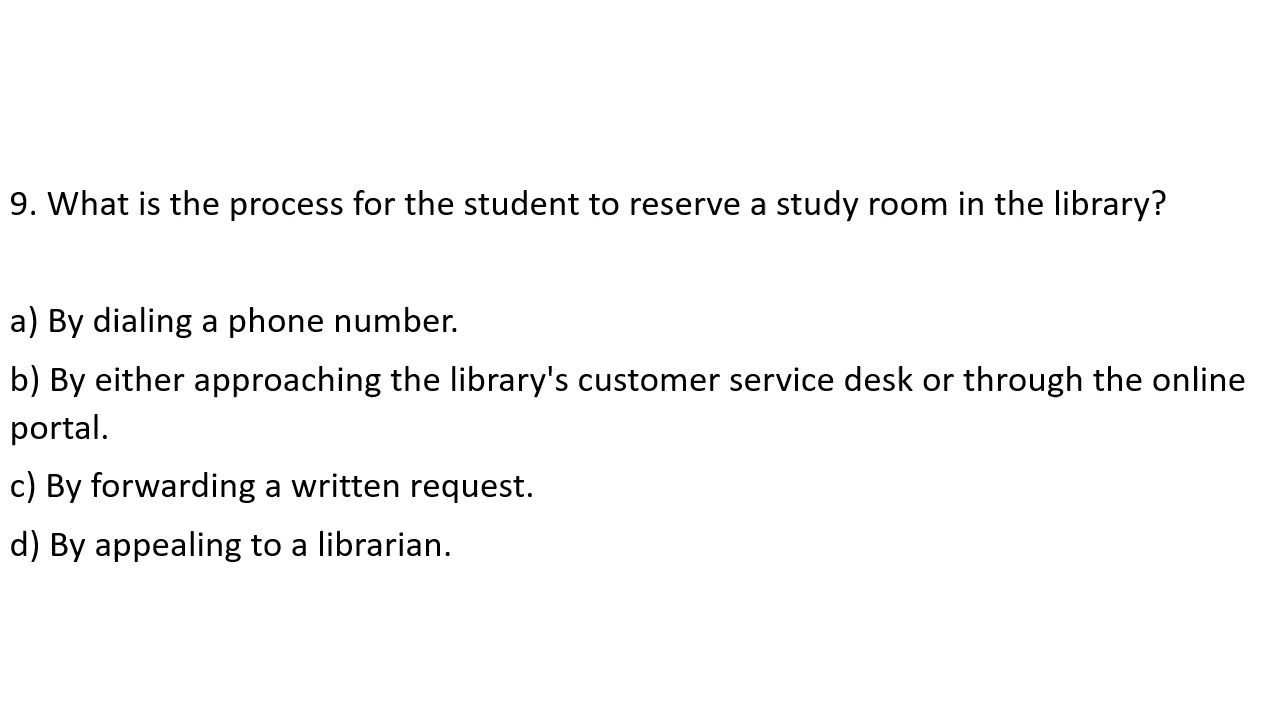 9. What is the process for the student to reserve a study room in the library?
a) By dialing a phone number.
b) By either approaching the library's customer service desk or through the online
portal.
c) By forwarding a written request.
d) By appealing to a librarian.